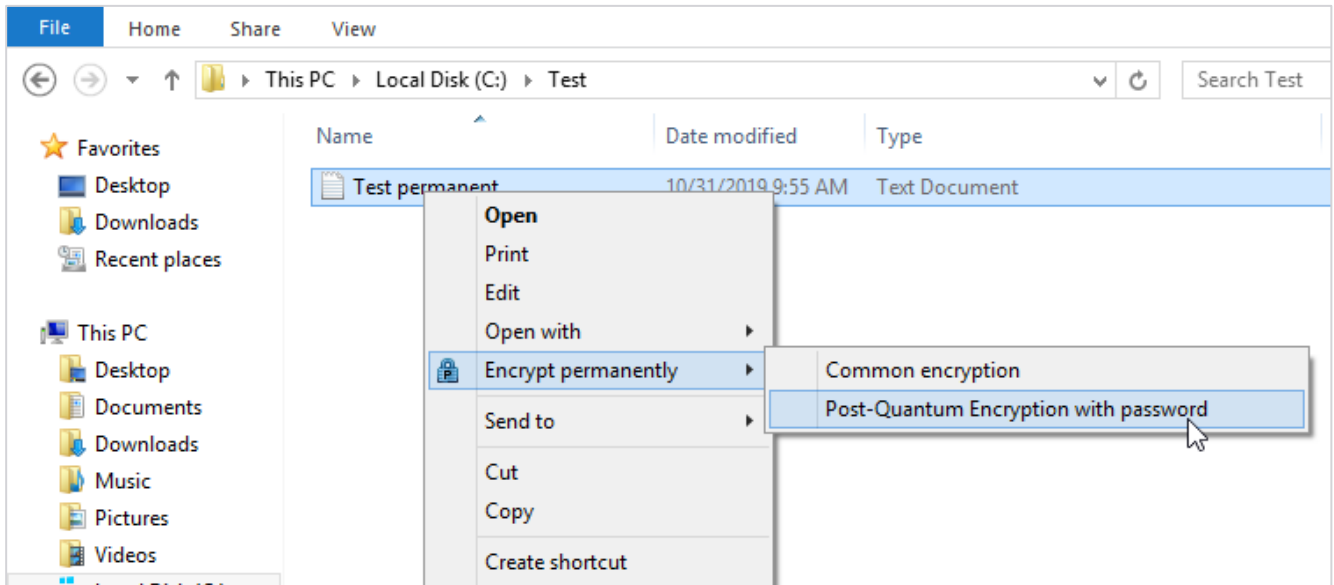 File Home Share View
This PC Local Disk (C:) Test Search Test
Favorites
Desktop
Downloads
Recent places
This PC
Desktop
Documents
Downloads
Music
Pictures
Videos
Name Date modified Type
Test permanent 10/31/2019 9:55 AM Text Document
Open
Print
Edit
Open with
Encrypt permanently
Send to
Cut
Copy
Create shortcut
Common encryption
Post-Quantum Encryption with password